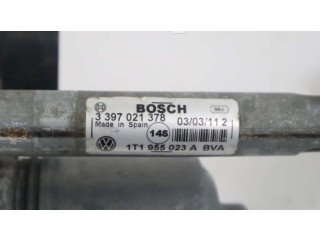 BOSCH
3 397 021 378 03/03/11 2
Made in Spain 14S
1T1 955 023 A BVA